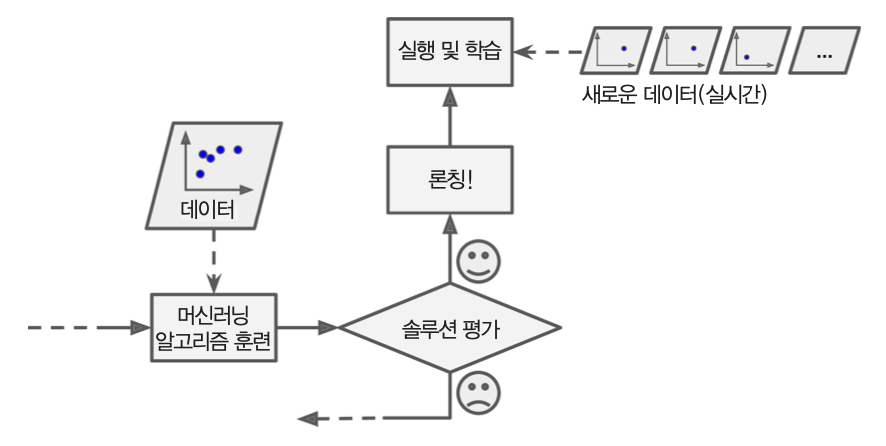 실행 및 학습
...
새로운 데이터(실시간)
론칭!
데이터
머신러닝
알고리즘 훈련
솔루션 평가